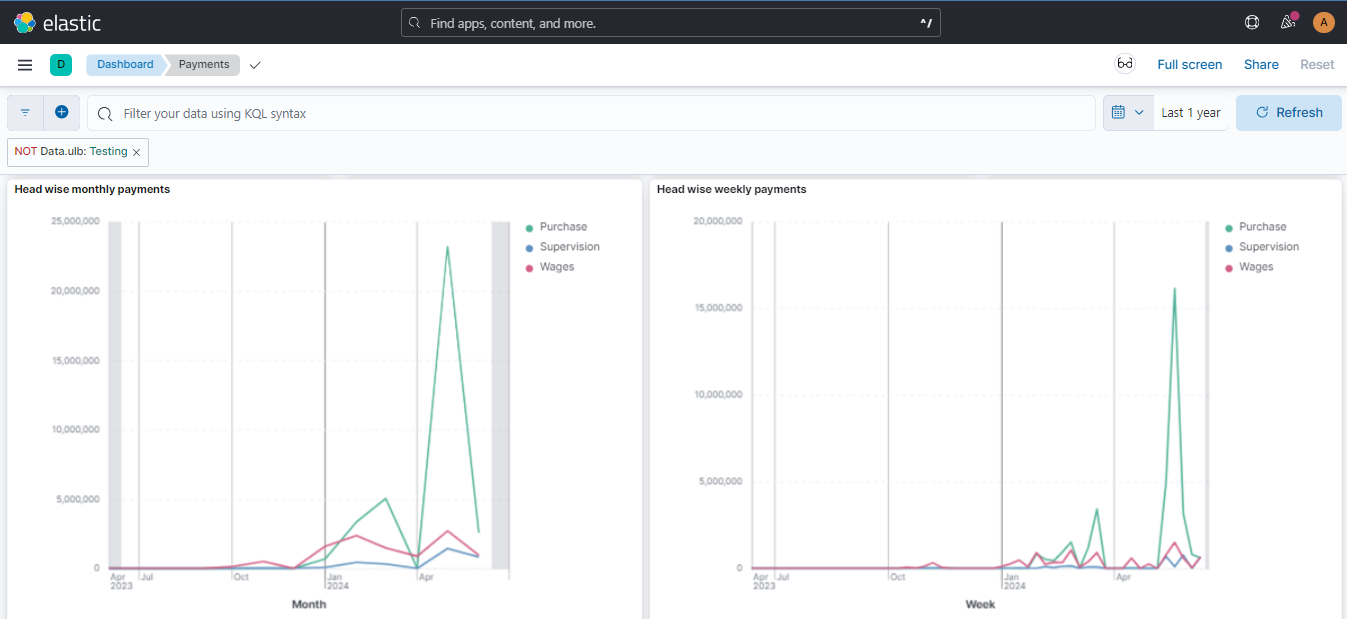 elastic
Find apps, content, and more.
^/
A
D
Dashboard
Payments
Full screen
Share
Reset
Filter your data using KQL syntax
Last 1 year
Refresh
NOT Data.ulb: Testing ×
Head wise monthly payments
25,000,000
20,000,000
15,000,000
10,000,000
5,000,000
0
Apr
2023
Jul
Oct
Jan
2024
Apr
Month
Purchase
Supervision
Wages
Head wise weekly payments
20,000,000
15,000,000
10,000,000
5,000,000
0
Apr
2023
Jul
Oct
Jan
2024
Apr
Week
Purchase
Supervision
Wages